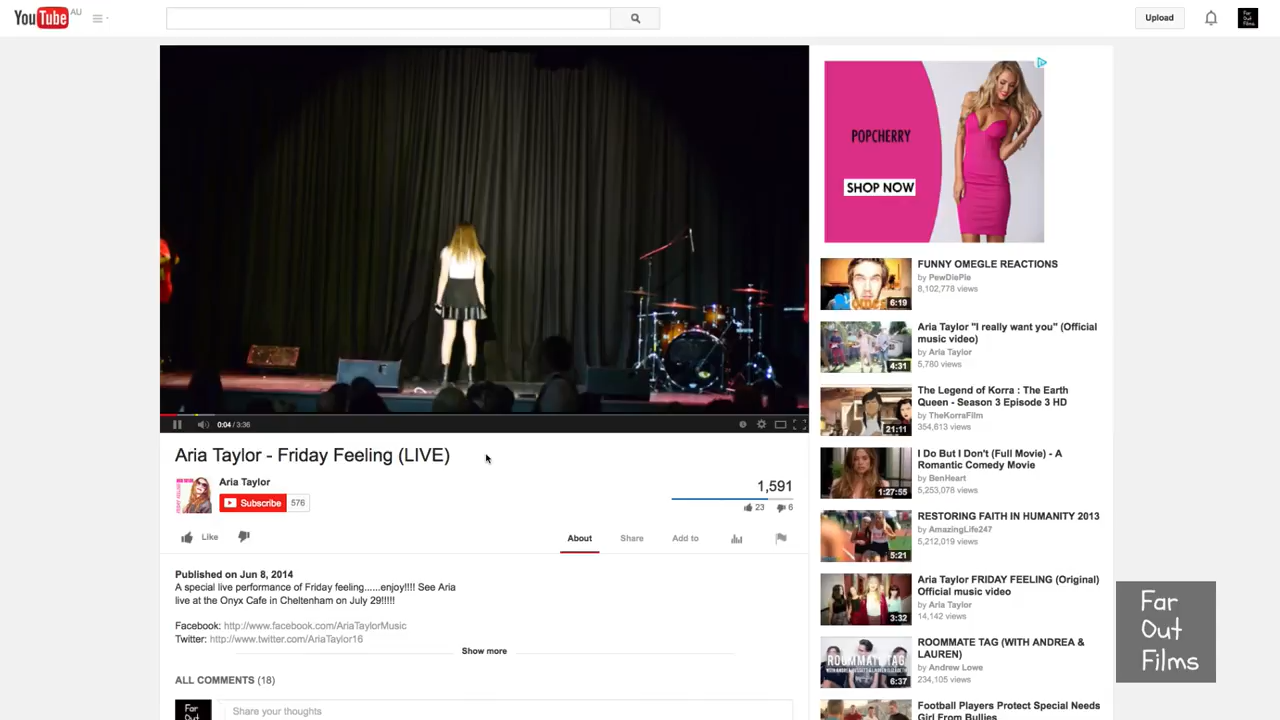 YouTube AU
Upload
Far
Out
Films
POPCHERRY
SHOP NOW
0:04 / 3:36
Aria Taylor - Friday Feeling (LIVE)
Aria Taylor
Subscribe 576
1,591
23 6
Like
About Share Add to
Published on Jun 8, 2014
A special live performance of Friday feeling......enjoy!!!! See Aria
live at the Onyx Cafe in Cheltenham on July 29!!!!!
Facebook: http://www.facebook.com/AriaTaylorMusic
Twitter: http://www.twitter.com/AriaTaylor16
Show more
ALL COMMENTS (18)
Far
Out
Share your thoughts
FUNNY OMEGLE REACTIONS
by PewDiePie
8,102,778 views
6:19
Aria Taylor "I really want you" (Official
music video)
by Aria Taylor
5,780 views
4:31
The Legend of Korra : The Earth
Queen - Season 3 Episode 3 HD
by TheKorraFilm
354,613 views
21:11
I Do But I Don't (Full Movie) - A
Romantic Comedy Movie
by BenHeart
5,253,078 views
1:27:55
RESTORING FAITH IN HUMANITY 2013
by AmazingLife247
5,212,019 views
5:21
Aria Taylor FRIDAY FEELING (Original)
Official music video
by Aria Taylor
14,142 views
3:32
ROOMMATE TAG (WITH ANDREA &
LAUREN)
by Andrew Lowe
234,105 views
ROOMMATE TAG
6:37
Football Players Protect Special Needs
Girl From Bullies
Far
Out
Films